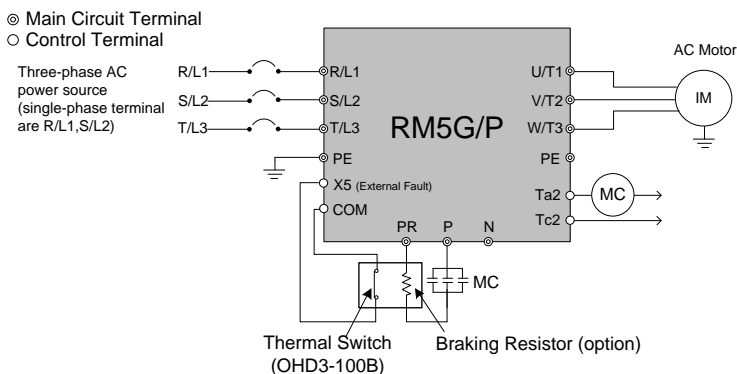 ◎ Main Circuit Terminal
○ Control Terminal
Three-phase AC
power source
(single-phase terminal
are R/L1,S/L2)
R/L1
S/L2
T/L3
R/L1
S/L2
T/L3
PE
X5 (External Fault)
COM
RM5G/P
U/T1
V/T2
W/T3
PE
Ta2
Tc2
AC Motor
IM
MC
PR
P
N
MC
Thermal Switch
(OHD3-100B)
Braking Resistor (option)